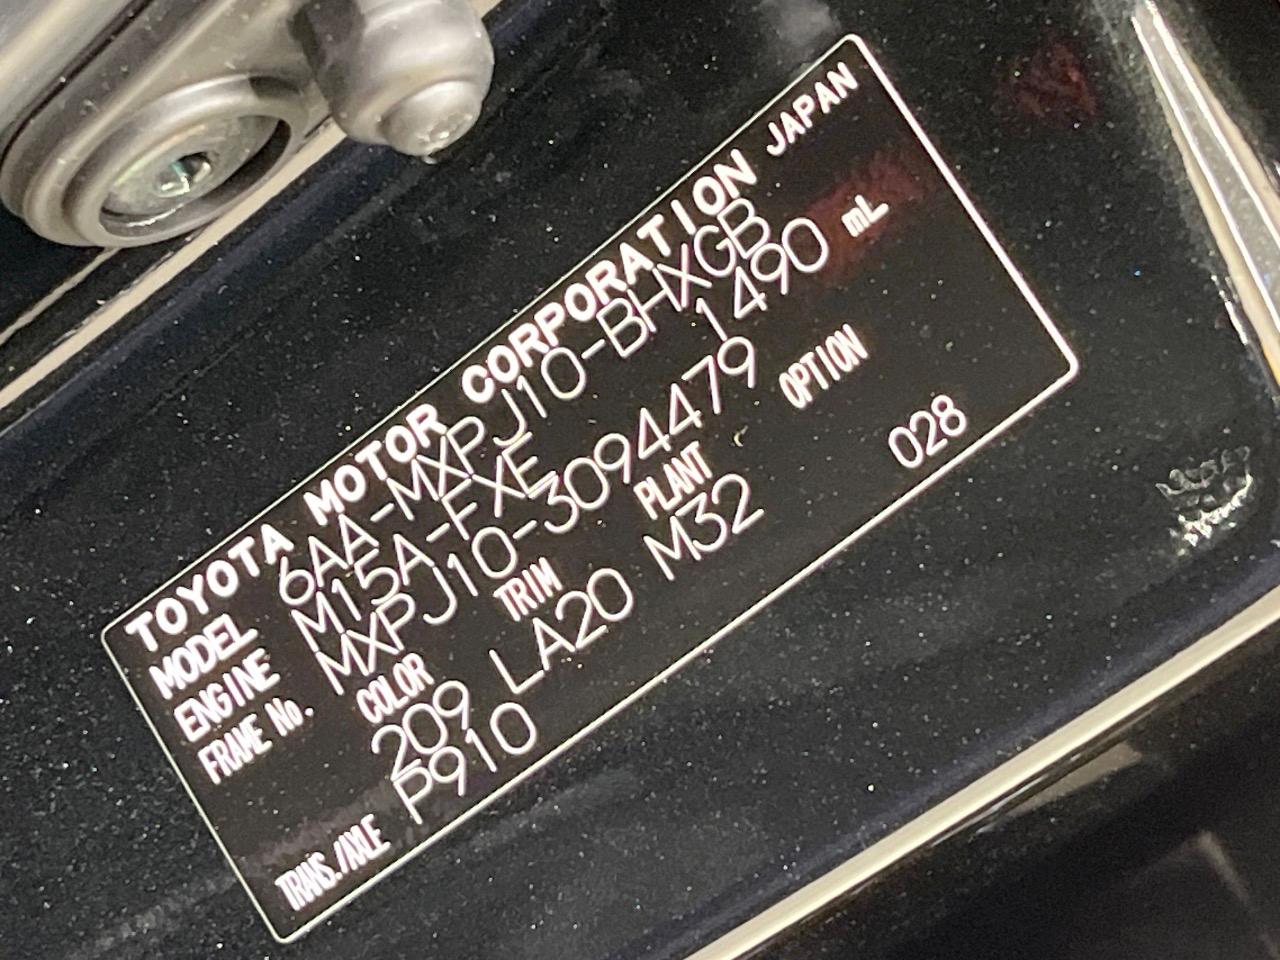 TOYOTA MOTOR CORPORATION JAPAN
MODEL 6AA-MXPJ10-BHXGB
ENGINE M15A-FXE 1490 mL
FRAME No. MXPJ10-3094479
COLOR TRIM PLANT OPTION
209 LA20 M32
TRANS./AXLE P910 028